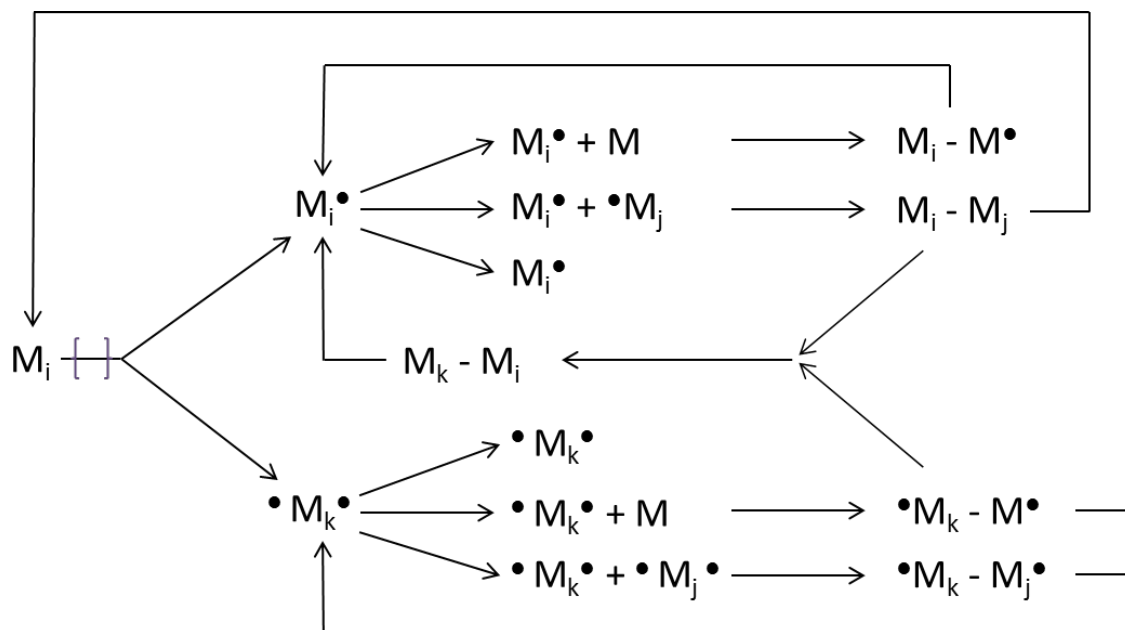 Mᵢ● + M Mᵢ - M●
Mᵢ● Mᵢ● + ●Mⱼ Mᵢ - Mⱼ
Mᵢ●
Mᵢ -[ ]- Mₖ - Mᵢ
●Mₖ●
●Mₖ● ●Mₖ● + M ●Mₖ - M●
●Mₖ● + ●Mⱼ● ●Mₖ - Mⱼ●